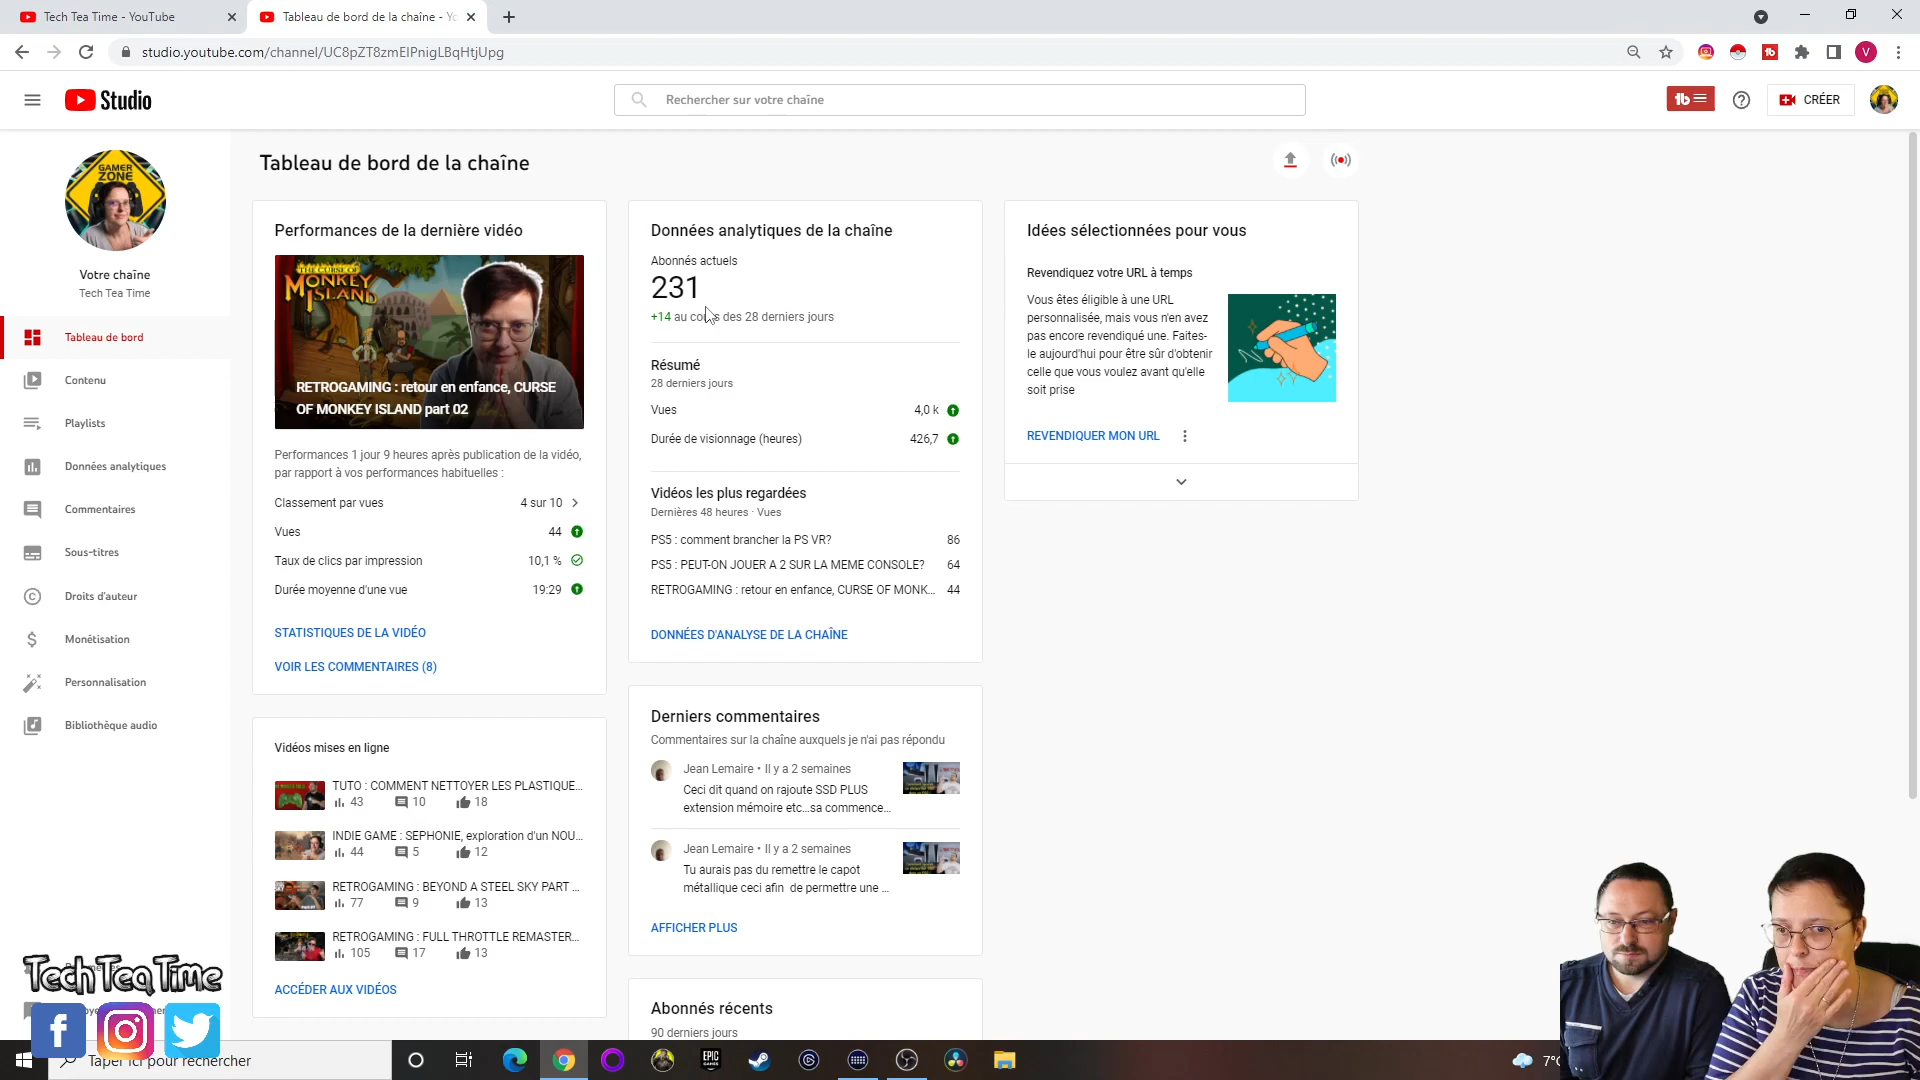 Tech Tea Time - YouTube
Tableau de bord de la chaîne - Yo
studio.youtube.com/channel/UC8pZT8zmEIPnigLBqHtjUpg
V
Studio
Rechercher sur votre chaîne
CRÉER
GAMER
ZONE
Votre chaîne
Tech Tea Time
Tableau de bord
Contenu
Playlists
Données analytiques
Commentaires
Sous-titres
Droits d'auteur
Monétisation
Personnalisation
Bibliothèque audio
Tableau de bord de la chaîne
Performances de la dernière vidéo
THE CURSE OF
MONKEY
ISLAND
RETROGAMING : retour en enfance, CURSE
OF MONKEY ISLAND part 02
Performances 1 jour 9 heures après publication de la vidéo,
par rapport à vos performances habituelles :
Classement par vues 4 sur 10
Vues 44
Taux de clics par impression 10,1 %
Durée moyenne d'une vue 19:29
STATISTIQUES DE LA VIDÉO
VOIR LES COMMENTAIRES (8)
Vidéos mises en ligne
TUTO : COMMENT NETTOYER LES PLASTIQUE...
43 10 18
INDIE GAME : SEPHONIE, exploration d'un NOU...
44 5 12
RETROGAMING : BEYOND A STEEL SKY PART ...
77 9 13
RETROGAMING : FULL THROTTLE REMASTER...
105 17 13
ACCÉDER AUX VIDÉOS
Données analytiques de la chaîne
Abonnés actuels
231
+14 au cours des 28 derniers jours
Résumé
28 derniers jours
Vues 4,0 k
Durée de visionnage (heures) 426,7
Vidéos les plus regardées
Dernières 48 heures · Vues
PS5 : comment brancher la PS VR? 86
PS5 : PEUT-ON JOUER A 2 SUR LA MEME CONSOLE? 64
RETROGAMING : retour en enfance, CURSE OF MONK... 44
DONNÉES D'ANALYSE DE LA CHAÎNE
Derniers commentaires
Commentaires sur la chaîne auxquels je n'ai pas répondu
Jean Lemaire • Il y a 2 semaines
Ceci dit quand on rajoute SSD PLUS
extension mémoire etc...sa commence...
Jean Lemaire • Il y a 2 semaines
Tu aurais pas du remettre le capot
métallique ceci afin de permettre une ...
AFFICHER PLUS
Abonnés récents
90 derniers jours
Idées sélectionnées pour vous
Revendiquez votre URL à temps
Vous êtes éligible à une URL
personnalisée, mais vous n'en avez
pas encore revendiqué une. Faites-
le aujourd'hui pour être sûr d'obtenir
celle que vous voulez avant qu'elle
soit prise
REVENDIQUER MON URL
Tech Tea Time
Taper ici pour rechercher
EPIC
GAMES
7°C